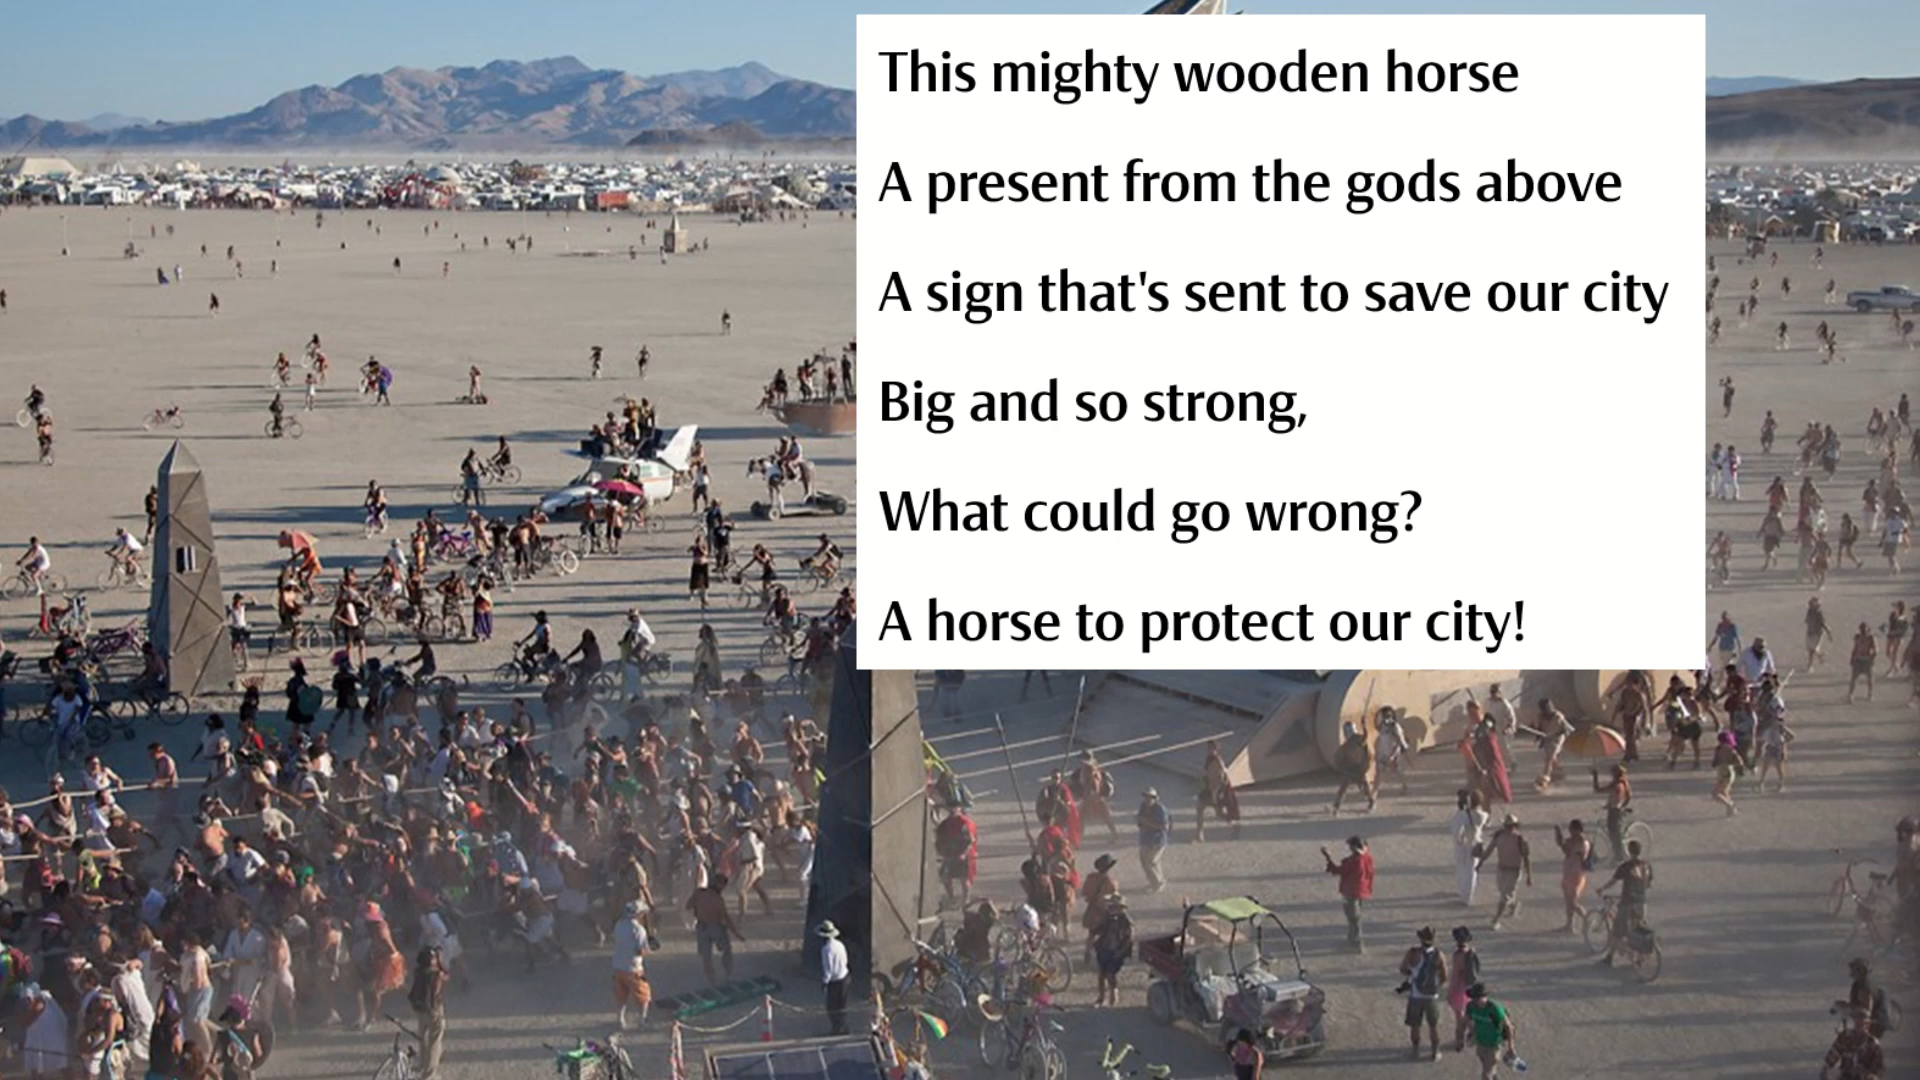 This mighty wooden horse
A present from the gods above
A sign that's sent to save our city
Big and so strong,
What could go wrong?
A horse to protect our city!